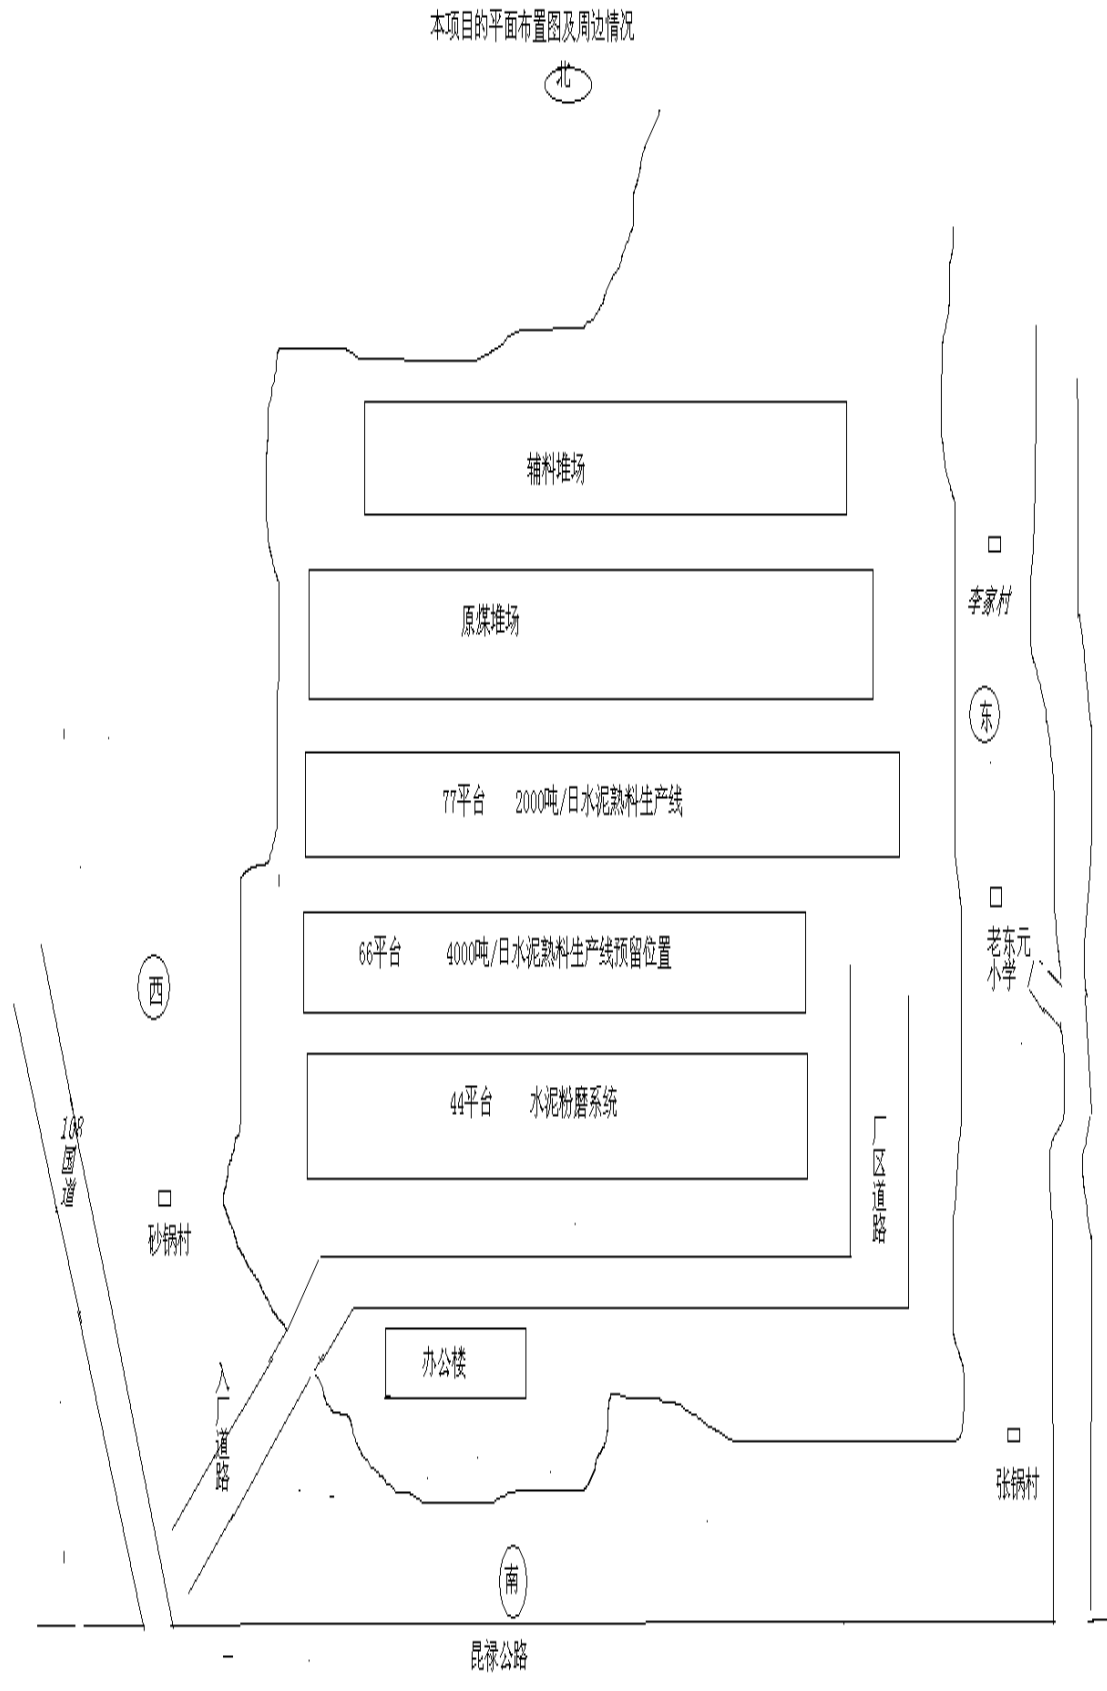 本项目的平面布置图及周边情况
北
辅料堆场
李家村
原煤堆场
东
77平台 2000吨/日水泥熟料生产线
老东元
小学
66平台 4000吨/日水泥熟料生产线预留位置
西
44平台 水泥粉磨系统
108
国道
厂区道路
砂锅村
办公楼
入厂道路
张锅村
南
昆禄公路